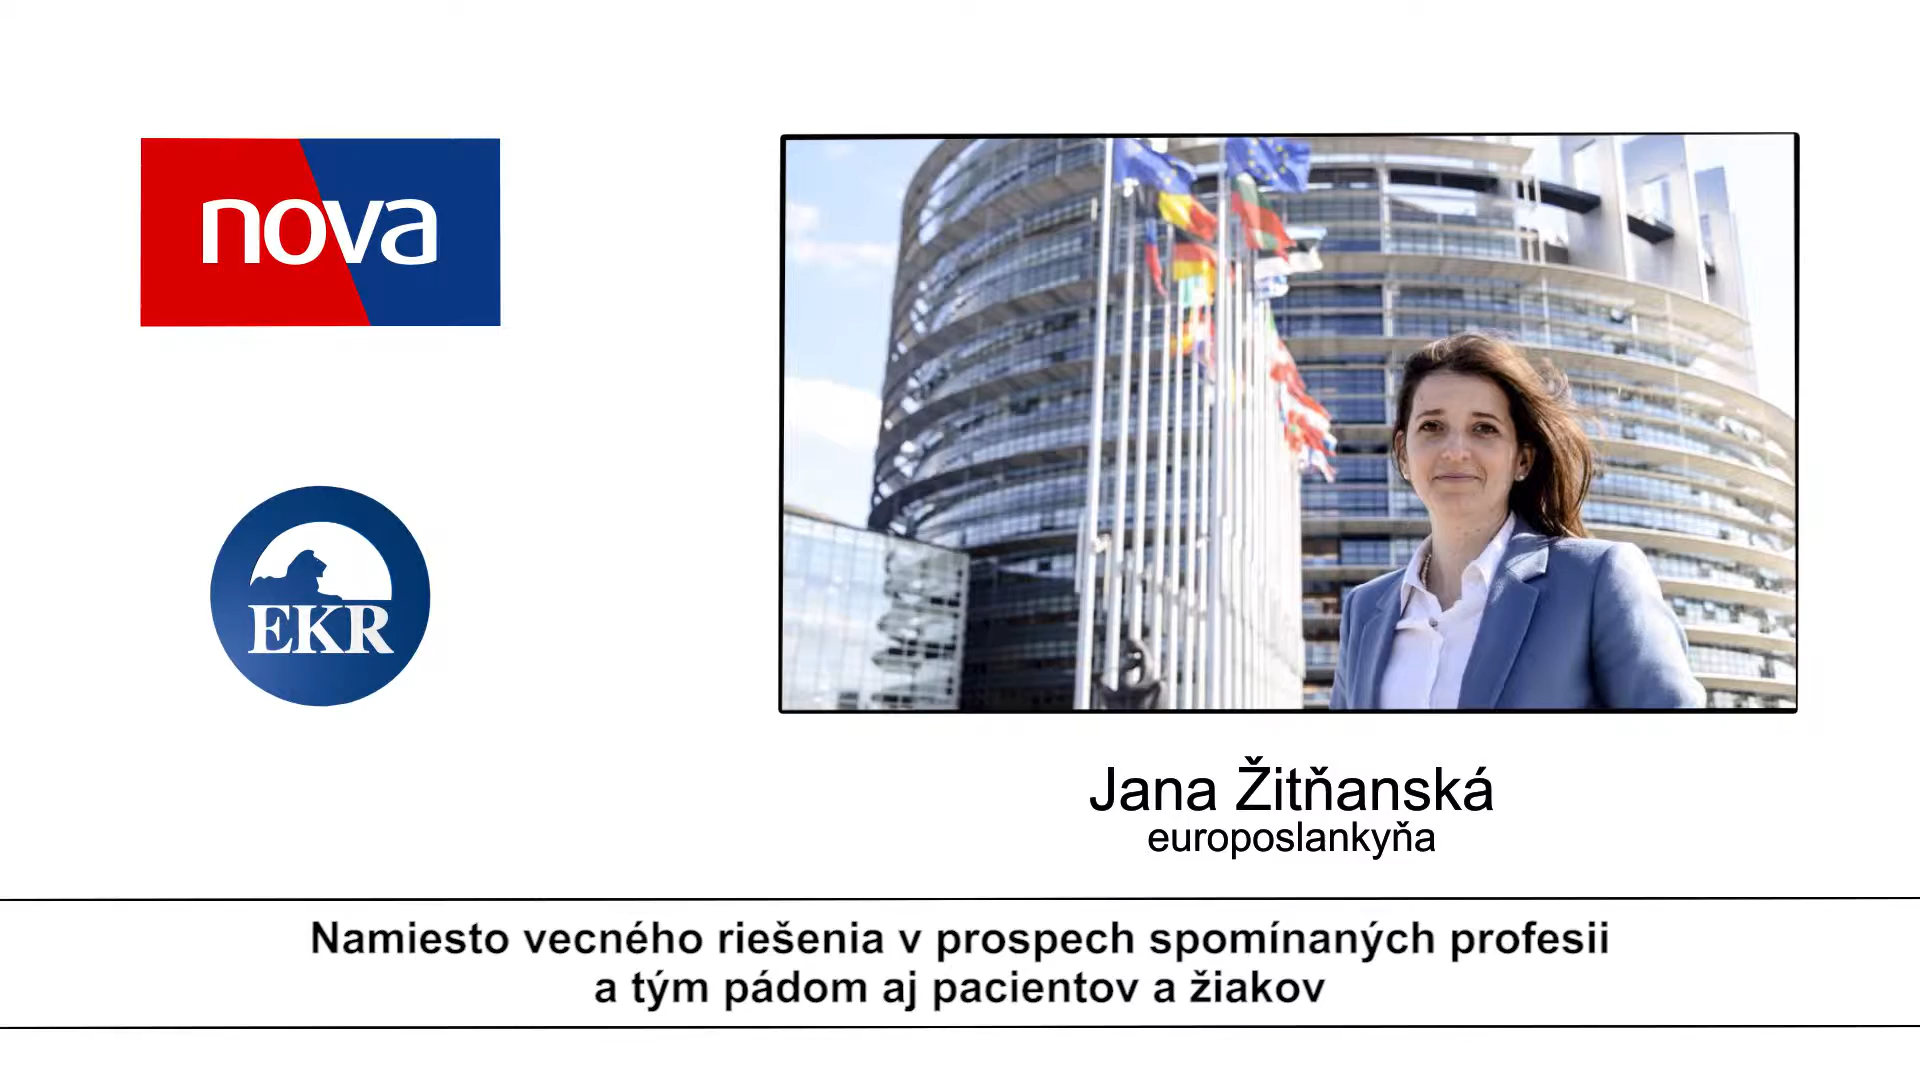 nova
EKR
Jana Žitňanská
europoslankyňa
Namiesto vecného riešenia v prospech spomínaných profesii
a tým pádom aj pacientov a žiakov